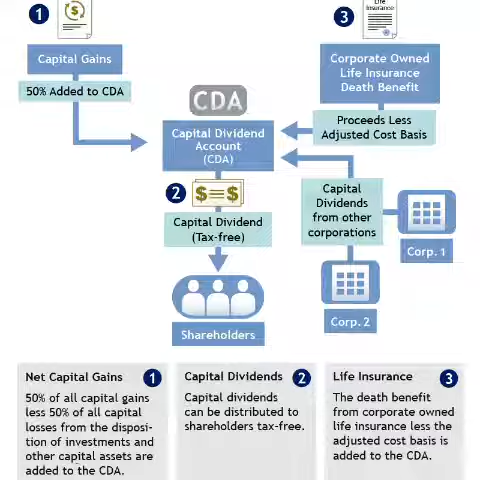 1
$
Capital Gains
50% Added to CDA
3
Life
Insurance
Corporate Owned
Life Insurance
Death Benefit
Proceeds Less
Adjusted Cost Basis
CDA
Capital Dividend
Account
(CDA)
2
$ $
Capital Dividend
(Tax-free)
Shareholders
Capital
Dividends
from other
corporations
Corp. 1
Corp. 2
Net Capital Gains 1
50% of all capital gains
less 50% of all capital
losses from the disposi-
tion of investments and
other capital assets are
added to the CDA.
Capital Dividends 2
Capital dividends
can be distributed to
shareholders tax-free.
Life Insurance 3
The death benefit
from corporate owned
life insurance less the
adjusted cost basis is
added to the CDA.